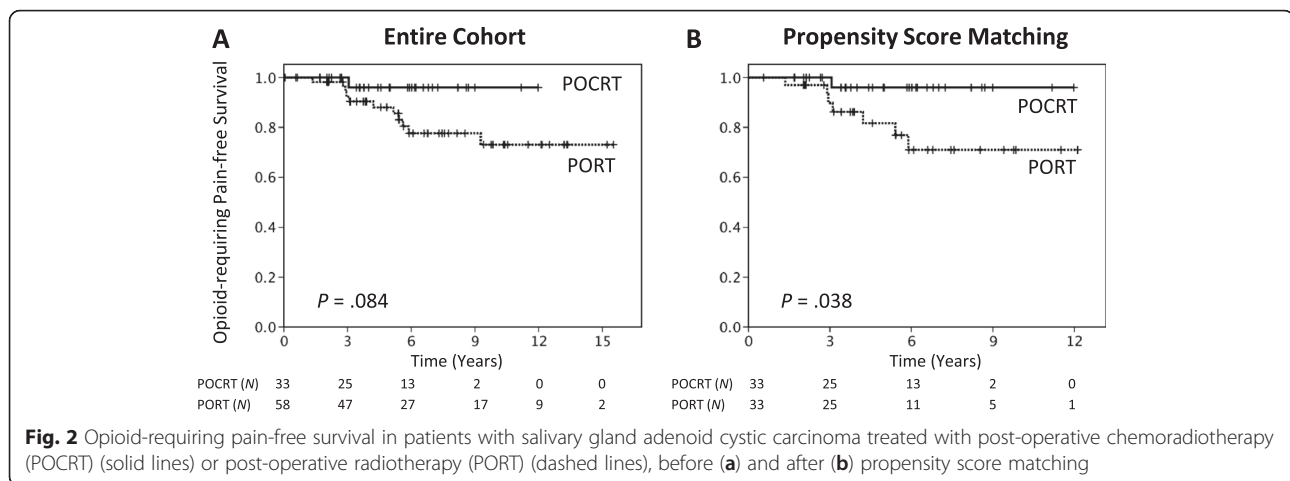 A Entire Cohort B Propensity Score Matching
Opioid-requiring Pain-free Survival
1.0
0.8
0.6
0.4
0.2
0.0
POCRT
PORT
P = .084
0 3 6 9 12 15
Time (Years)
POCRT (N) 33 25 13 2 0 0
PORT (N) 58 47 27 17 9 2
1.0
0.8
0.6
0.4
0.2
0.0
POCRT
PORT
P = .038
0 3 6 9 12
Time (Years)
POCRT (N) 33 25 13 2 0
PORT (N) 33 25 11 5 1
Fig. 2 Opioid-requiring pain-free survival in patients with salivary gland adenoid cystic carcinoma treated with post-operative chemoradiotherapy
(POCRT) (solid lines) or post-operative radiotherapy (PORT) (dashed lines), before (a) and after (b) propensity score matching